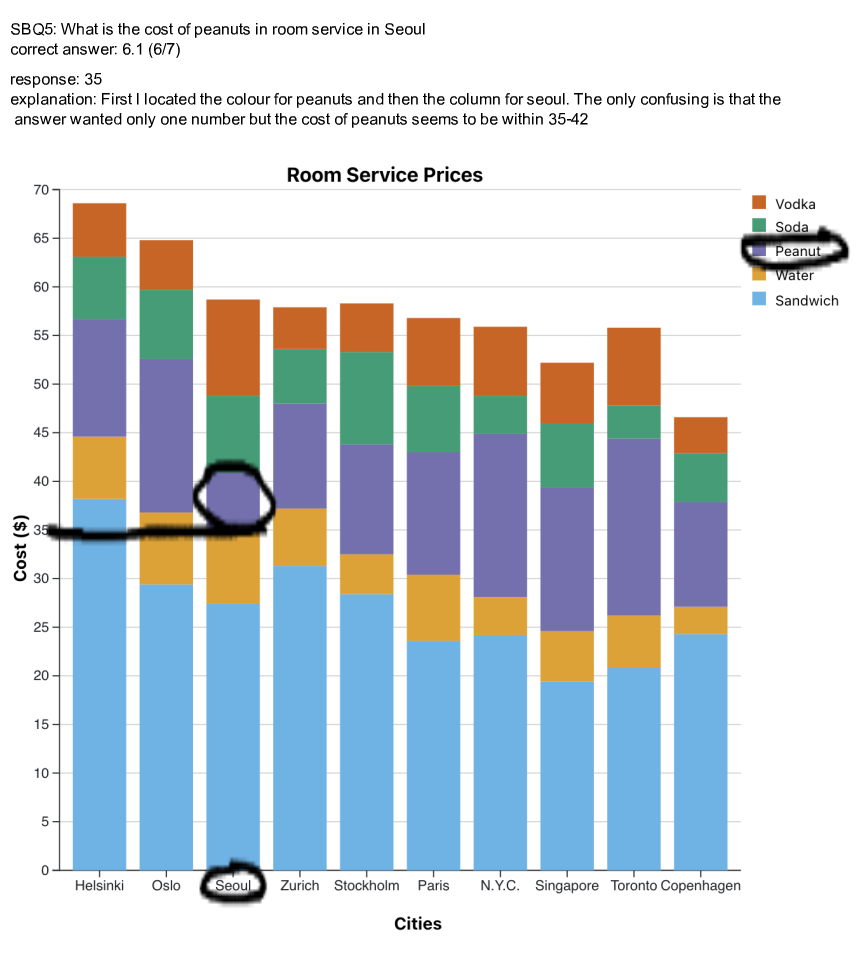 SBQ5: What is the cost of peanuts in room service in Seoul
correct answer: 6.1 (6/7)
response: 35
explanation: First I located the colour for peanuts and then the column for seoul. The only confusing is that the
answer wanted only one number but the cost of peanuts seems to be within 35-42
Room Service Prices
70
65
60
55
50
45
40
35
30
25
20
15
10
5
0
Cost ($)
Vodka
Soda
Peanut
Water
Sandwich
Helsinki Oslo Seoul Zurich Stockholm Paris N.Y.C. Singapore Toronto Copenhagen
Cities